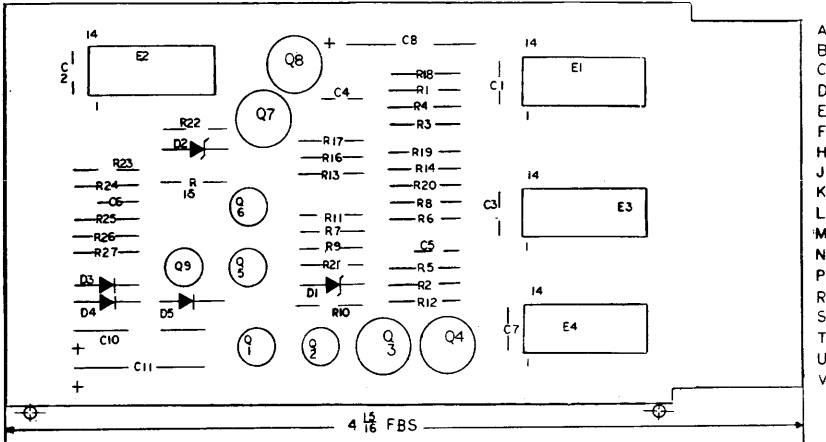 14
E2
C2
1
Q8
+
C8
R18
R1
R4
R3
C4
Q7
R22
D2
R17
R16
R13
R19
R14
R20
R8
R6
14
E1
C1
1
R23
R24
C6
R25
R26
R27
R
15
Q
6
R11
R7
R9
R21
D1
R10
C3
E3
1
Q9
Q
5
C5
R5
R2
R12
D3
D4
D5
C10
+
C11
+
Q
1
Q
2
Q
3
Q4
14
C7
E4
1
A
B
C
D
E
F
H
J
K
L
M
N
P
R
S
T
U
V
14
4 15/16 FBS